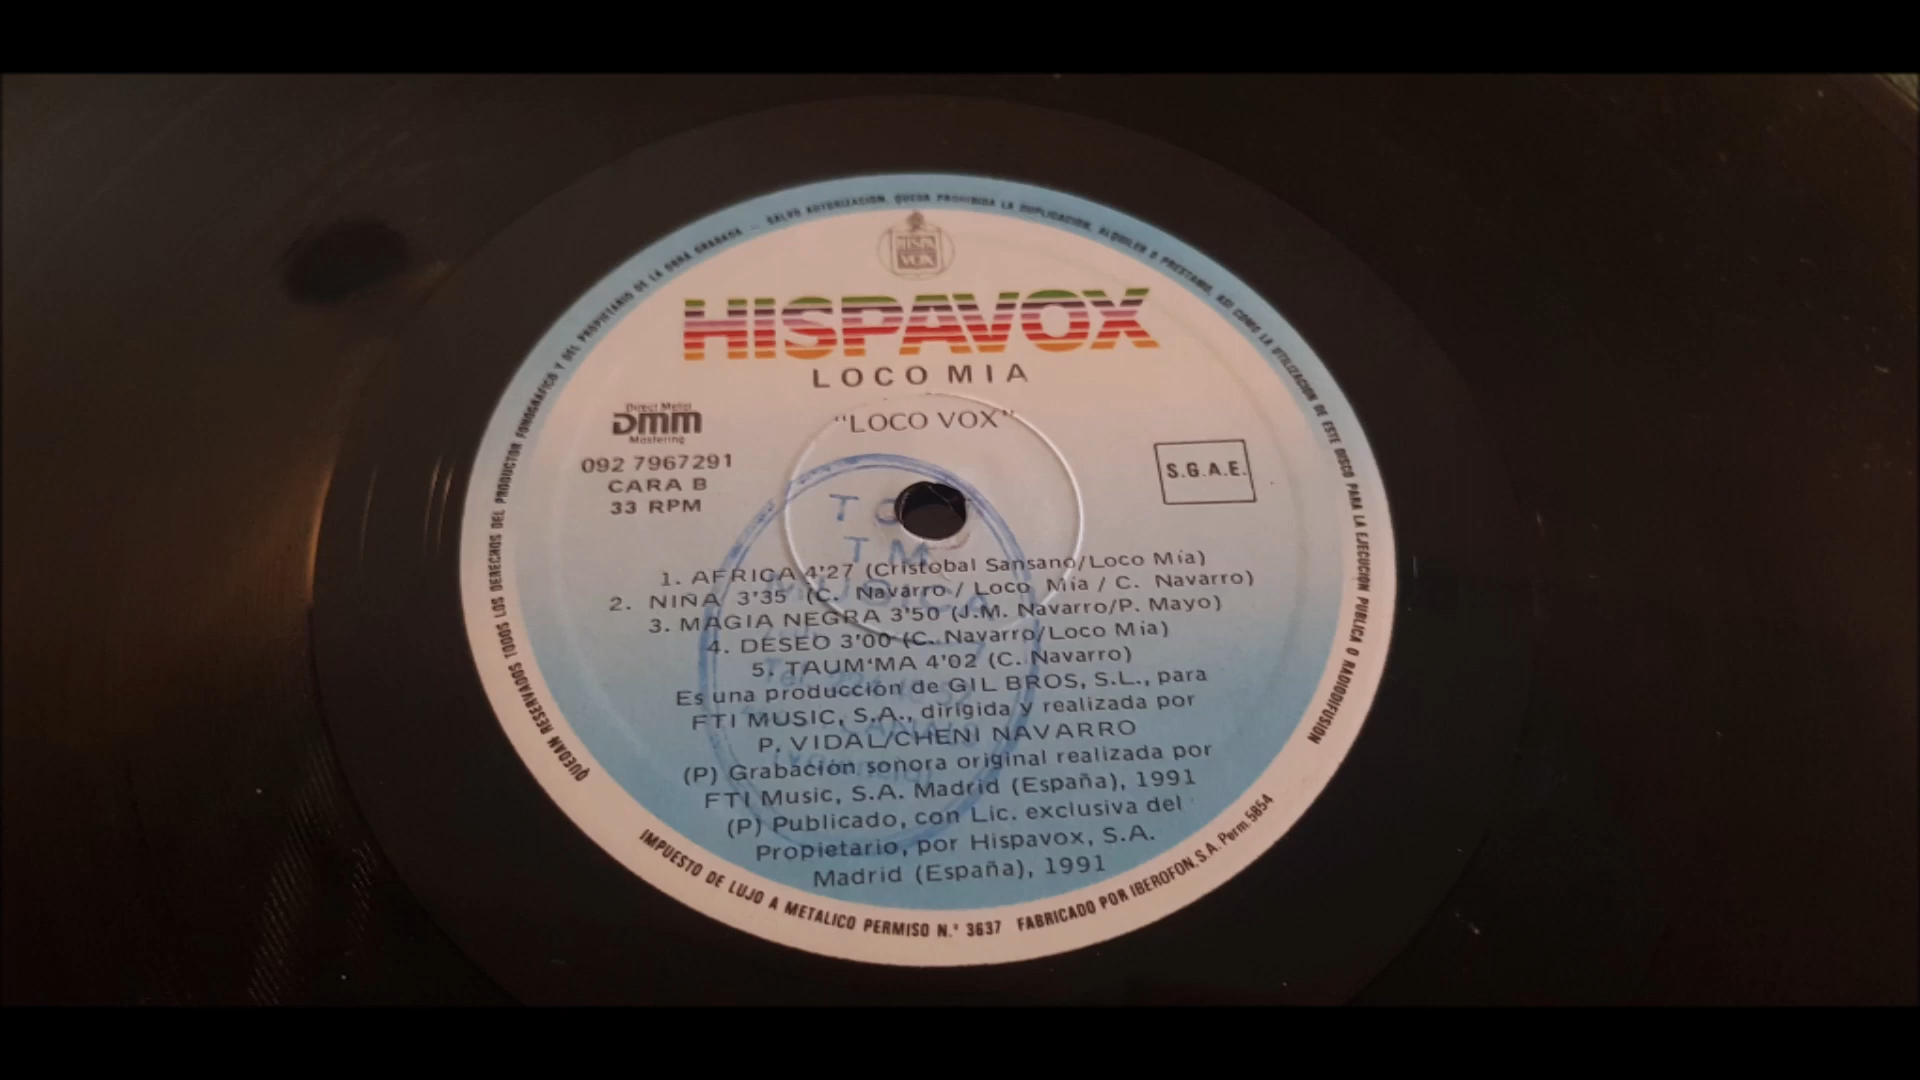 QUEDAN RESERVADOS TODOS LOS DERECHOS DEL PRODUCTOR FONOGRAFICO Y DEL PROPIETARIO DE LA OBRA GRABADA - SALVO AUTORIZACION, QUEDA PROHIBIDA LA DUPLICACION, ALQUILER O PRESTAMO, ASI COMO LA UTILIZACION DE ESTE DISCO PARA LA EJECUCION PUBLICA O RADIODIFUSION
HISPA
VOX
HISPAVOX
LOCO MIA
"LOCO VOX"
Direct Metal
DMM
Mastering
092 7967291
CARA B
33 RPM
S.G.A.E.
1. AFRICA 4'27 (Cristobal Sansano/Loco Mía)
2. NIÑA 3'35 (C. Navarro / Loco Mía / C. Navarro)
3. MAGIA NEGRA 3'50 (J.M. Navarro/P. Mayo)
4. DESEO 3'00 (C. Navarro/Loco Mía)
5. TAUM'MA 4'02 (C. Navarro)
Es una producción de GIL BROS, S.L., para
FTI MUSIC, S.A., dirigida y realizada por
P. VIDAL/CHENI NAVARRO
(P) Grabación sonora original realizada por
FTI Music, S.A. Madrid (España), 1991
(P) Publicado, con Lic. exclusiva del
Propietario, por Hispavox, S.A.
Madrid (España), 1991
IMPUESTO DE LUJO A METALICO PERMISO N.º 3637 FABRICADO POR IBEROFON, S.A. Perm. 5854
TM
MUSICA